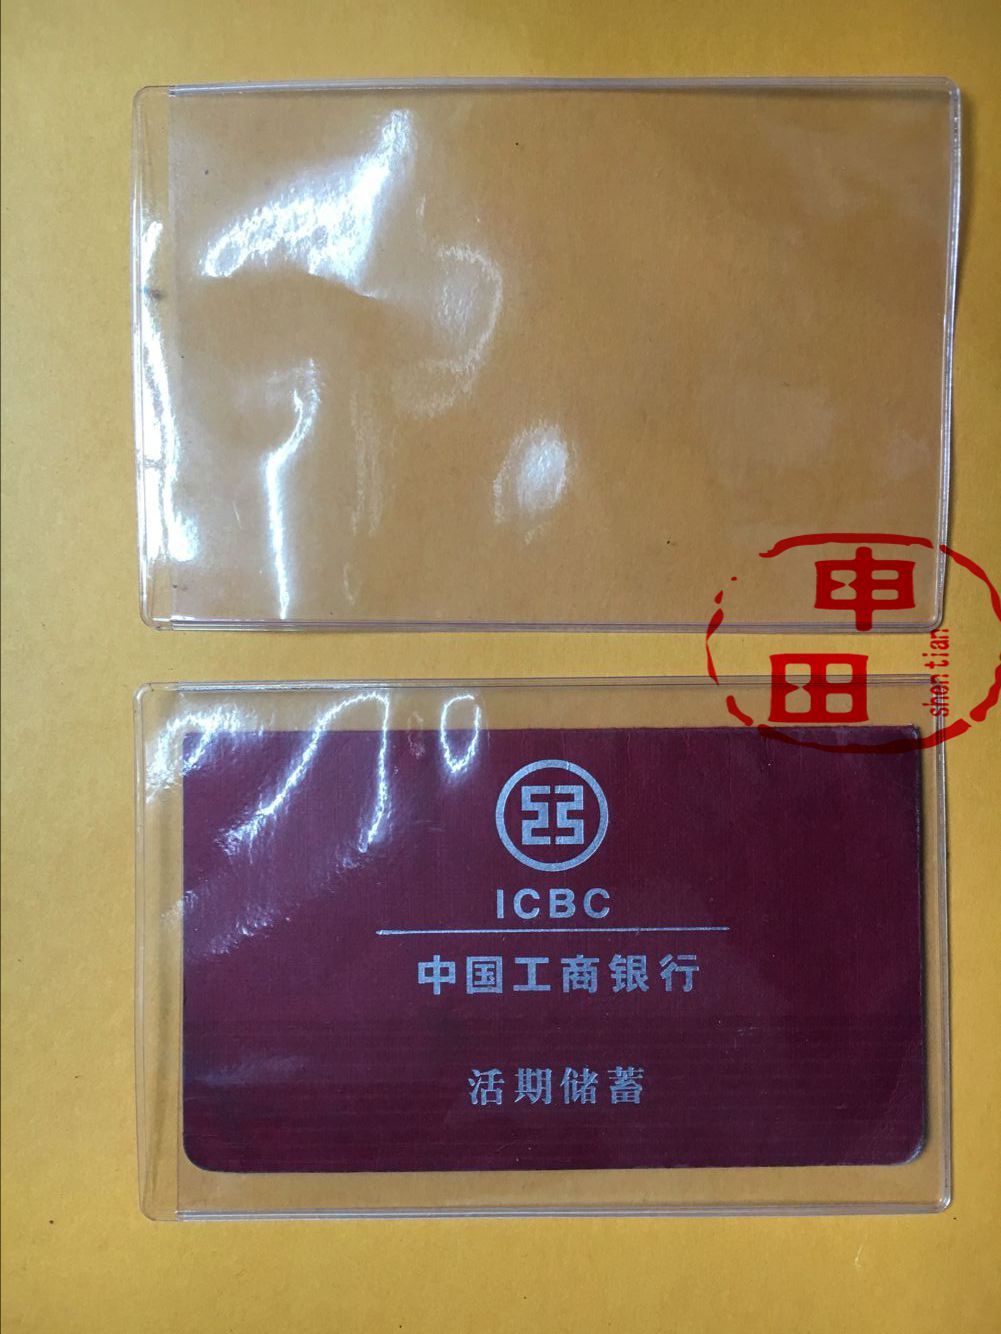 申
田
shen tian
ICBC
中国工商银行
活期储蓄